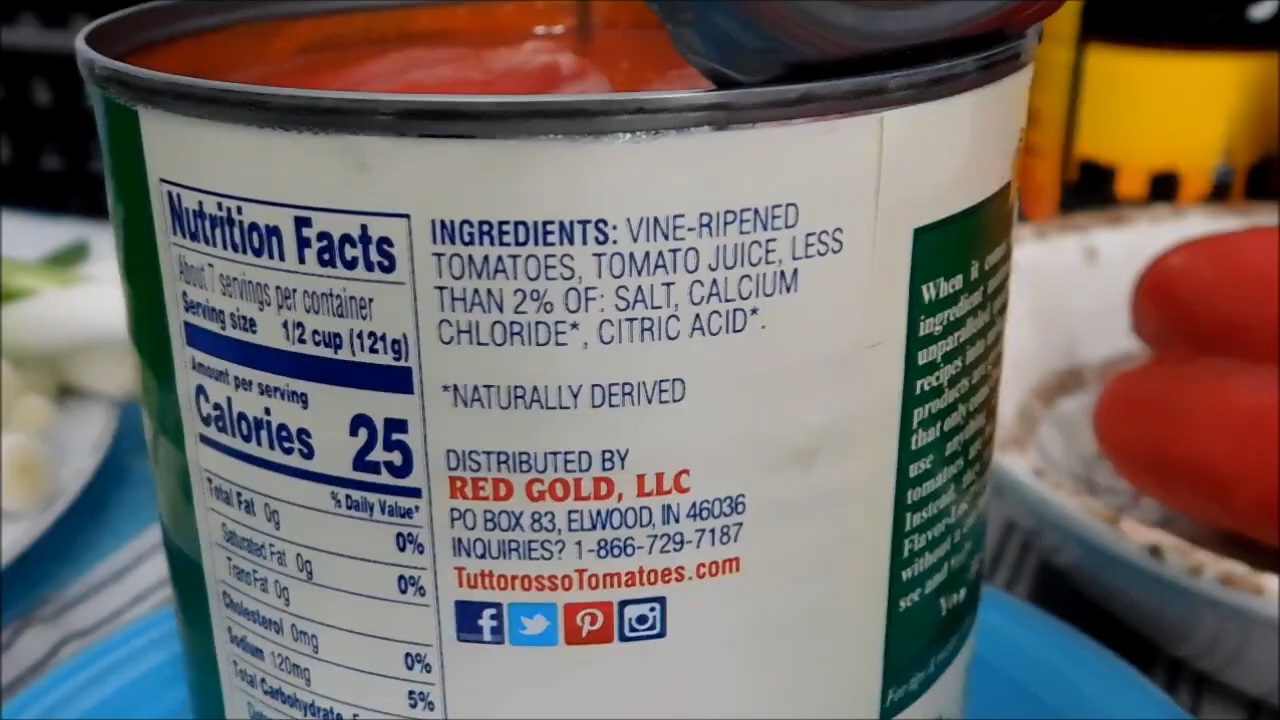 Nutrition Facts
About 7 servings per container
Serving size 1/2 cup (121g)
Amount per serving
Calories 25
% Daily Value*
Total Fat 0g 0%
Saturated Fat 0g 0%
Trans Fat 0g
Cholesterol 0mg 0%
Sodium 120mg 5%
Total Carbohydrate
INGREDIENTS: VINE-RIPENED
TOMATOES, TOMATO JUICE, LESS
THAN 2% OF: SALT, CALCIUM
CHLORIDE*, CITRIC ACID*.
*NATURALLY DERIVED
DISTRIBUTED BY
RED GOLD, LLC
PO BOX 83, ELWOOD, IN 46036
INQUIRIES? 1-866-729-7187
TuttorossoTomatoes.com
When it
ingredient
unparalleled
recipes into
products
that only
use
tomatoes
Instead,
without a
see and